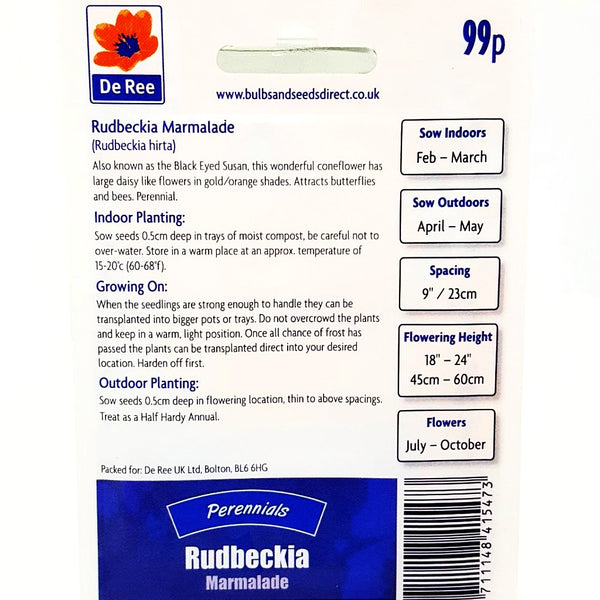 De Ree
99p
www.bulbsandseedsdirect.co.uk
Rudbeckia Marmalade
(Rudbeckia hirta)
Also known as the Black Eyed Susan, this wonderful coneflower has
large daisy like flowers in gold/orange shades. Attracts butterflies
and bees. Perennial.
Indoor Planting:
Sow seeds 0.5cm deep in trays of moist compost, be careful not to
over-water. Store in a warm place at an approx. temperature of
15-20°c (60-68°f).
Growing On:
When the seedlings are strong enough to handle they can be
transplanted into bigger pots or trays. Do not overcrowd the plants
and keep in a warm, light position. Once all chance of frost has
passed the plants can be transplanted direct into your desired
location. Harden off first.
Outdoor Planting:
Sow seeds 0.5cm deep in flowering location, thin to above spacings.
Treat as a Half Hardy Annual.
Sow Indoors
Feb – March
Sow Outdoors
April – May
Spacing
9" / 23cm
Flowering Height
18" – 24"
45cm – 60cm
Flowers
July – October
Packed for: De Ree UK Ltd, Bolton, BL6 6HG
Perennials
Rudbeckia
Marmalade
711148 415473